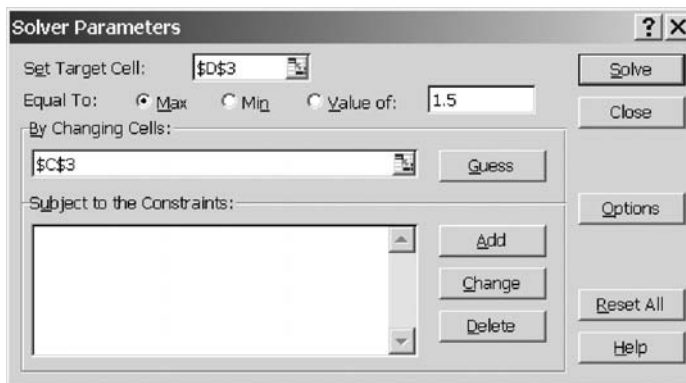 Solver Parameters ? X
Set Target Cell: $D$3 Solve
Equal To: Max Min Value of: 1.5 Close
By Changing Cells:
$C$3 Guess
Subject to the Constraints: Options
Add
Change
Delete Reset All
Help